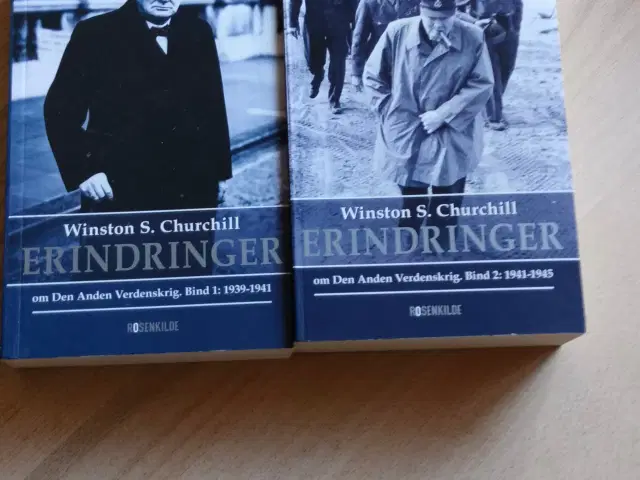 Winston S. Churchill
ERINDRINGER
om Den Anden Verdenskrig. Bind 1: 1939-1941
ROSENKILDE
Winston S. Churchill
ERINDRINGER
om Den Anden Verdenskrig. Bind 2: 1941-1945
ROSENKILDE